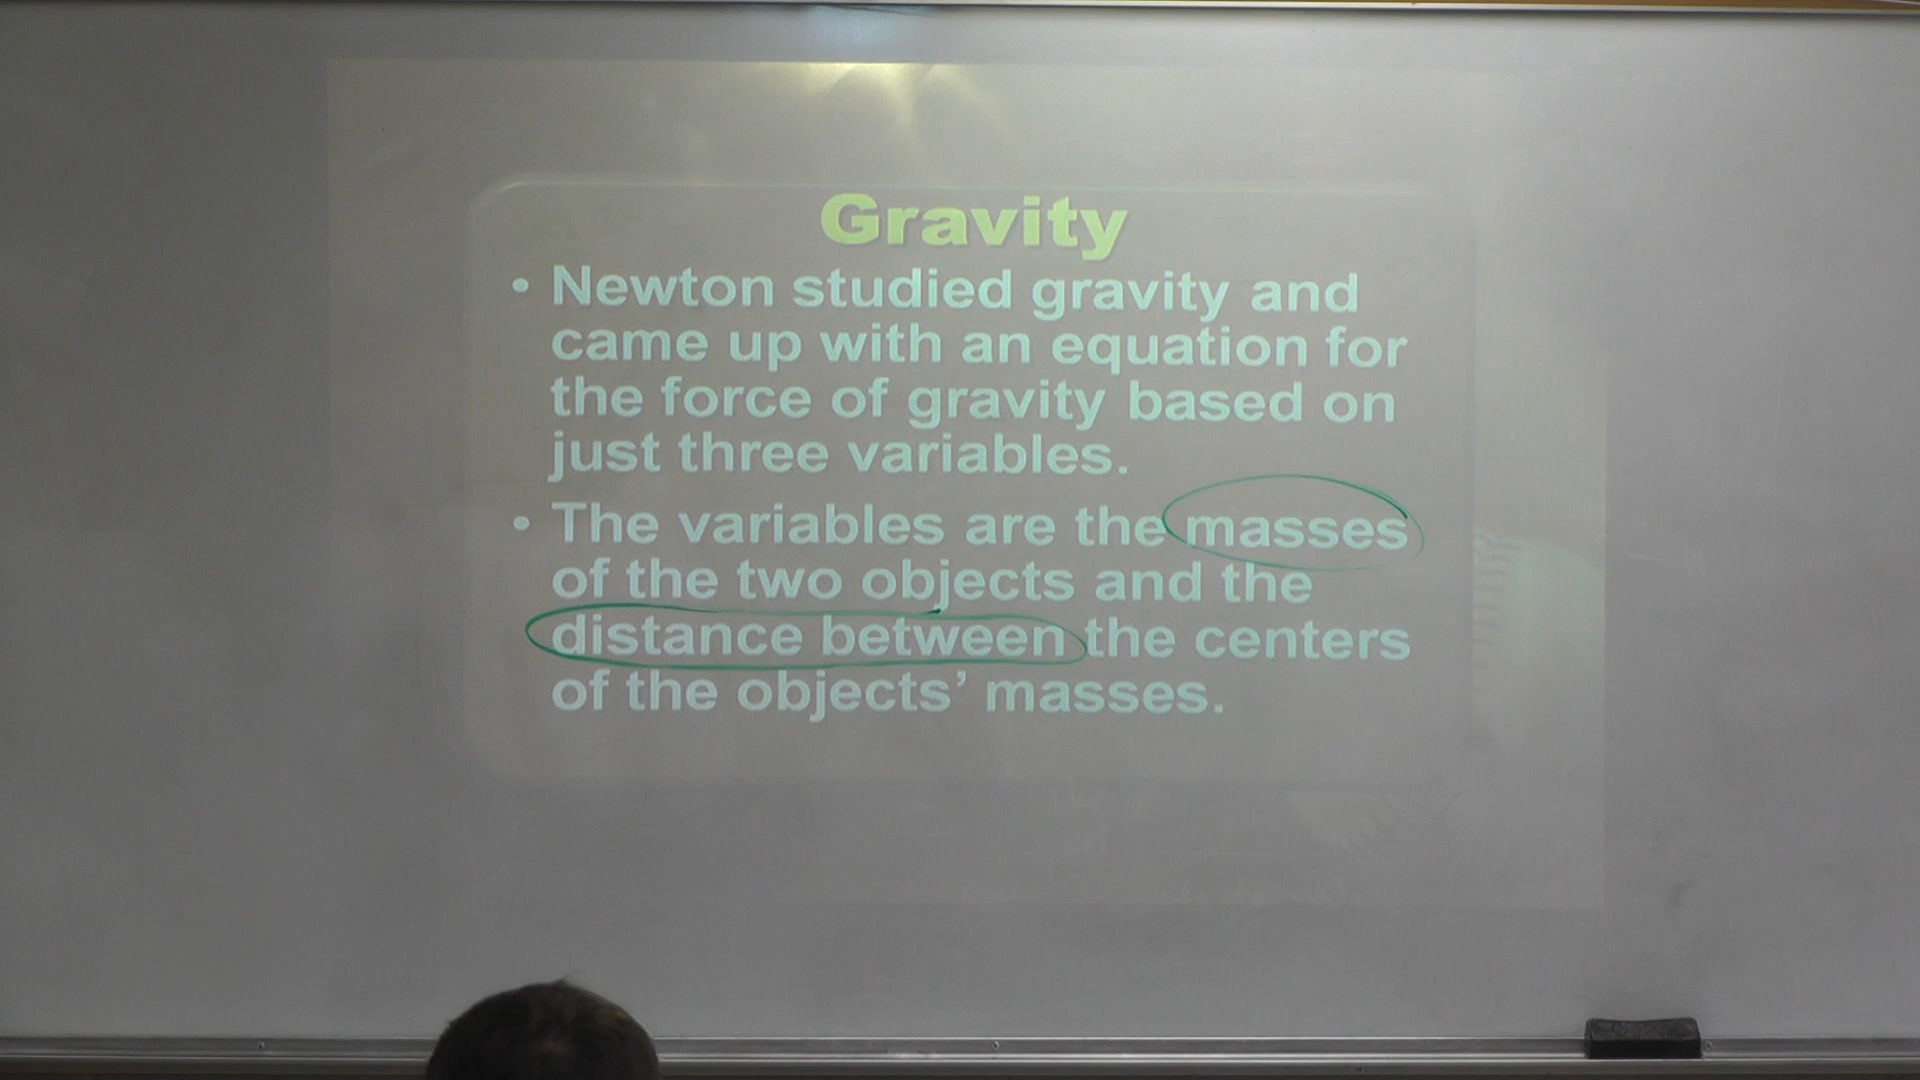 Gravity
• Newton studied gravity and
came up with an equation for
the force of gravity based on
just three variables.
• The variables are the masses
of the two objects and the
distance between the centers
of the objects’ masses.